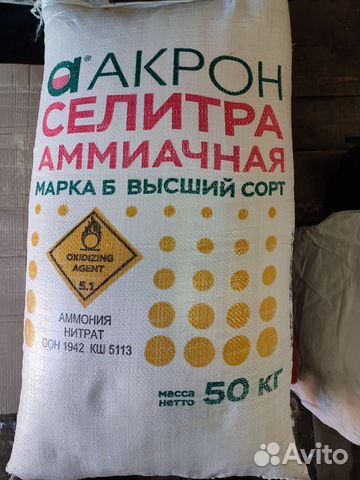 a® АКРОН
СЕЛИТРА
АММИАЧНАЯ
МАРКА Б ВЫСШИЙ СОРТ
OXIDIZING
AGENT
5.1
АММОНИЯ
НИТРАТ
ООН 1942 КШ 5113
масса
нетто 50 КГ
Avito